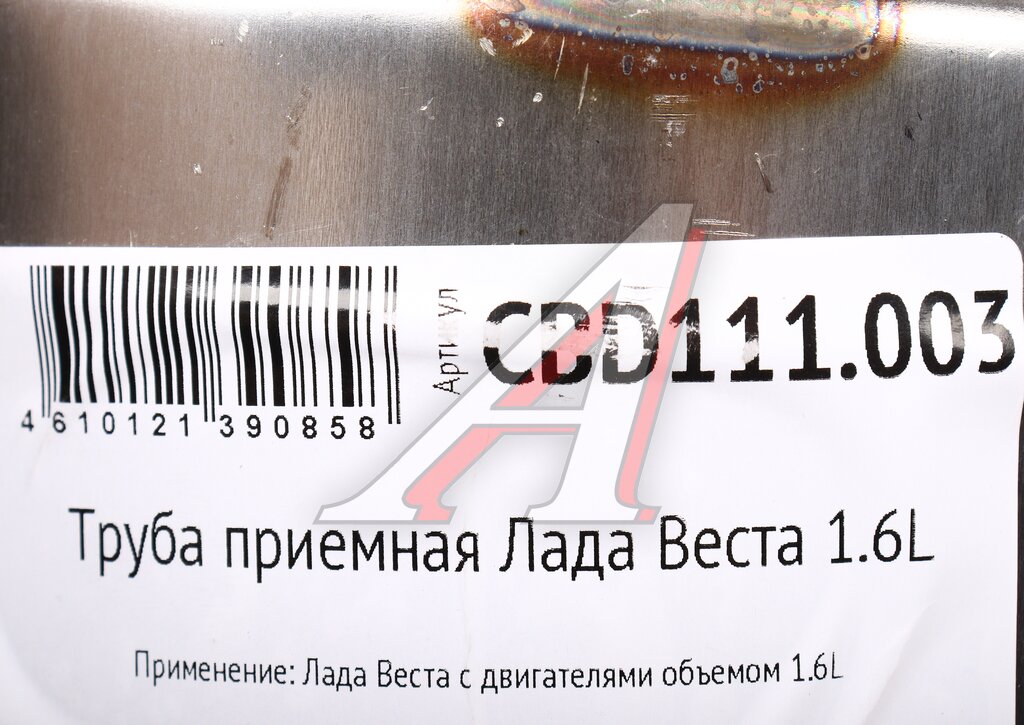 Артикул
CBD111.003
4 610121 390858
Труба приемная Лада Веста 1.6L
Применение: Лада Веста с двигателями объемом 1.6L